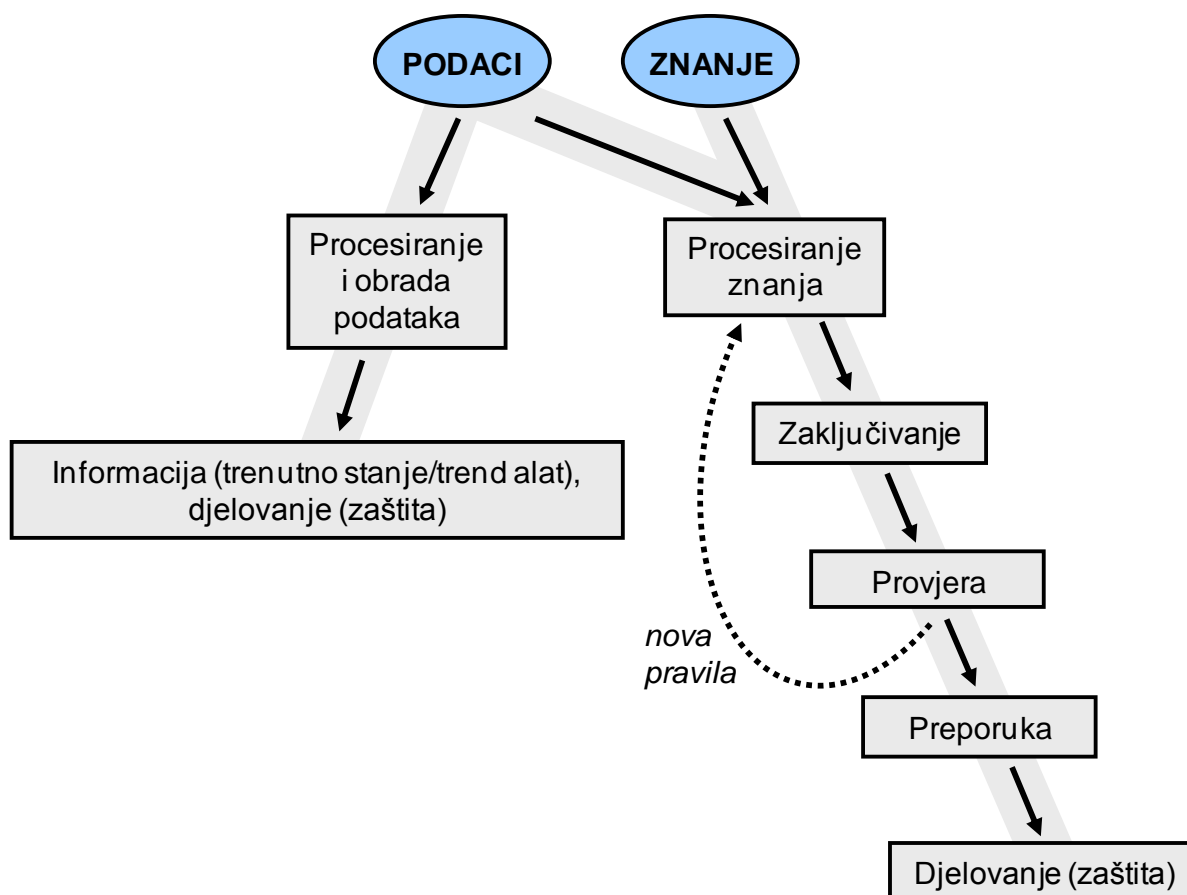 PODACI
ZNANJE
Procesiranje
i obrada
podataka
Procesiranje
znanja
Zaključivanje
Informacija (trenutno stanje/trend alat),
djelovanje (zaštita)
Provjera
nova
pravila
Preporuka
Djelovanje (zaštita)